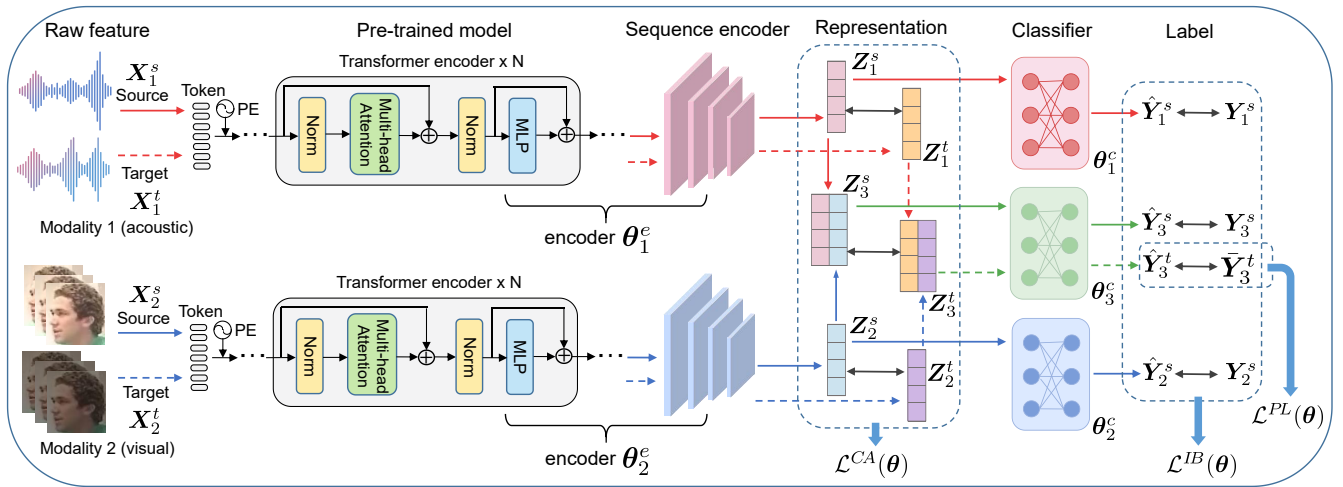 Raw feature
Pre-trained model
Sequence encoder
Representation
Classifier
Label
X_1^s
Source
Token
PE
Target
X_1^t
Modality 1 (acoustic)
Transformer encoder x N
Norm
Multi-head
Attention
Norm
MLP
encoder θ_1^e
Z_1^s
Z_1^t
Z_3^s
Z_3^t
Z_2^s
Z_2^t
θ_1^c
θ_3^c
θ_2^c
Ŷ_1^s Y_1^s
Ŷ_3^s Y_3^s
Ŷ_3^t Ȳ_3^t
Ŷ_2^s Y_2^s
X_2^s
Source
Token
PE
Target
X_2^t
Modality 2 (visual)
Transformer encoder x N
Norm
Multi-head
Attention
Norm
MLP
encoder θ_2^e
ℒ^{CA}(θ)
ℒ^{IB}(θ)
ℒ^{PL}(θ)